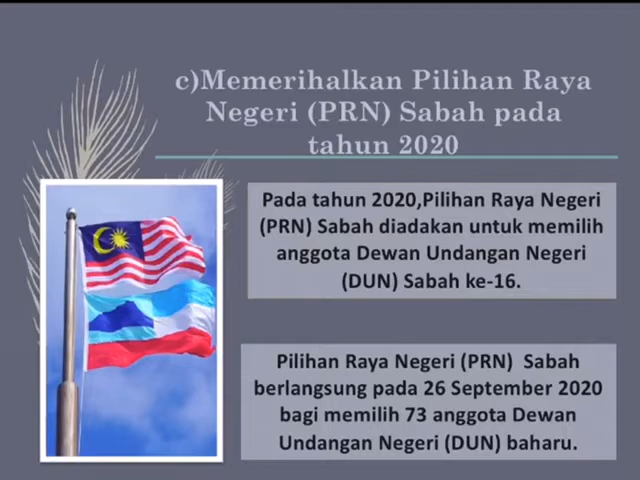 c)Memerihalkan Pilihan Raya
Negeri (PRN) Sabah pada
tahun 2020
Pada tahun 2020,Pilihan Raya Negeri
(PRN) Sabah diadakan untuk memilih
anggota Dewan Undangan Negeri
(DUN) Sabah ke-16.
Pilihan Raya Negeri (PRN) Sabah
berlangsung pada 26 September 2020
bagi memilih 73 anggota Dewan
Undangan Negeri (DUN) baharu.